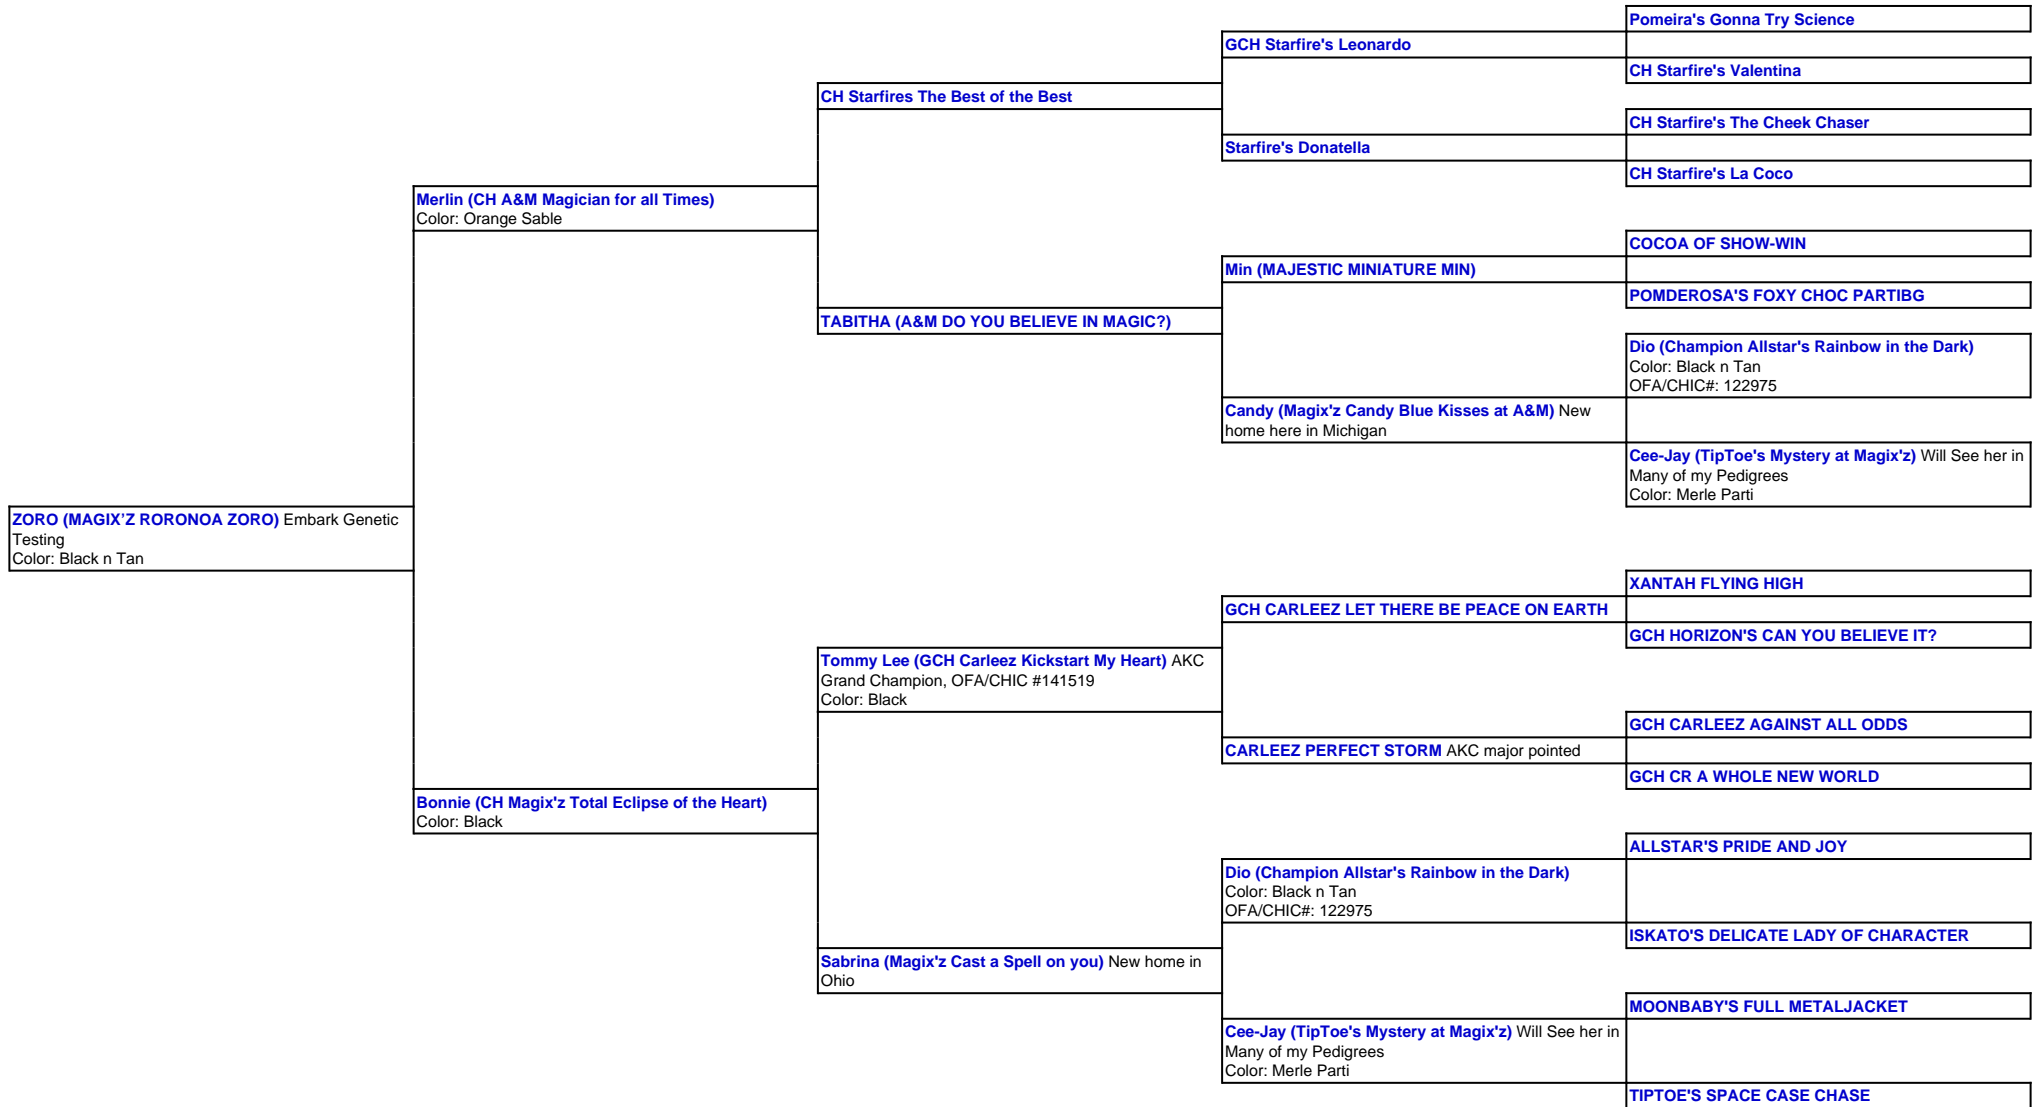 Pomeira's Gonna Try Science
GCH Starfire's Leonardo
CH Starfire's Valentina
CH Starfires The Best of the Best
CH Starfire's The Cheek Chaser
Starfire's Donatella
CH Starfire's La Coco
Merlin (CH A&M Magician for all Times)
Color: Orange Sable
COCOA OF SHOW-WIN
Min (MAJESTIC MINIATURE MIN)
POMDEROSA'S FOXY CHOC PARTIBG
TABITHA (A&M DO YOU BELIEVE IN MAGIC?)
Dio (Champion Allstar's Rainbow in the Dark)
Color: Black n Tan
OFA/CHIC#: 122975
Candy (Magix'z Candy Blue Kisses at A&M) New
home here in Michigan
Cee-Jay (TipToe's Mystery at Magix'z) Will See her in
Many of my Pedigrees
Color: Merle Parti
ZORO (MAGIX’Z RORONOA ZORO) Embark Genetic
Testing
Color: Black n Tan
XANTAH FLYING HIGH
GCH CARLEEZ LET THERE BE PEACE ON EARTH
GCH HORIZON'S CAN YOU BELIEVE IT?
Tommy Lee (GCH Carleez Kickstart My Heart) AKC
Grand Champion, OFA/CHIC #141519
Color: Black
GCH CARLEEZ AGAINST ALL ODDS
CARLEEZ PERFECT STORM AKC major pointed
GCH CR A WHOLE NEW WORLD
Bonnie (CH Magix'z Total Eclipse of the Heart)
Color: Black
ALLSTAR'S PRIDE AND JOY
Dio (Champion Allstar's Rainbow in the Dark)
Color: Black n Tan
OFA/CHIC#: 122975
ISKATO'S DELICATE LADY OF CHARACTER
Sabrina (Magix'z Cast a Spell on you) New home in
Ohio
MOONBABY'S FULL METALJACKET
Cee-Jay (TipToe's Mystery at Magix'z) Will See her in
Many of my Pedigrees
Color: Merle Parti
TIPTOE'S SPACE CASE CHASE